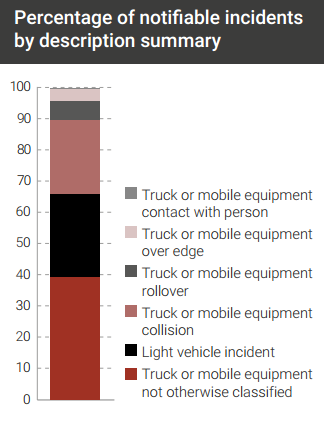 Percentage of notifiable incidents
by description summary
100
90
80
70
60
50
40
30
20
10
0
Truck or mobile equipment
contact with person
Truck or mobile equipment
over edge
Truck or mobile equipment
rollover
Truck or mobile equipment
collision
Light vehicle incident
Truck or mobile equipment
not otherwise classified